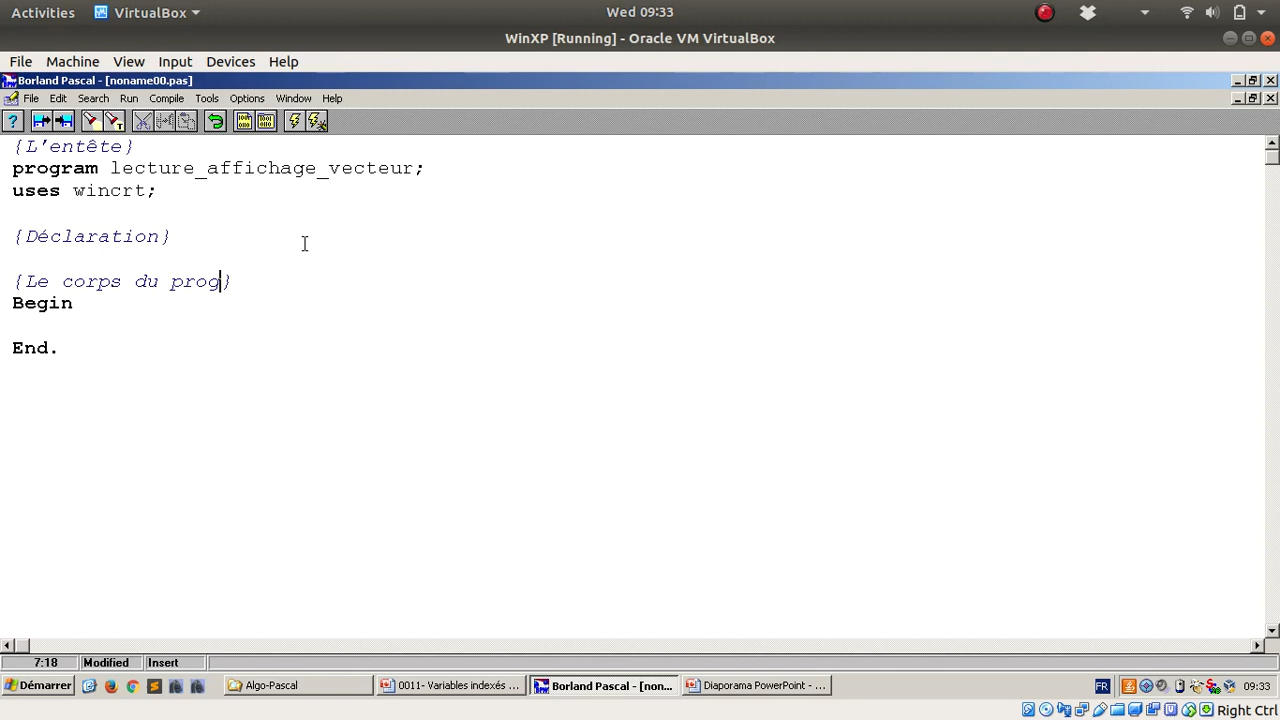 Activities VirtualBox Wed 09:33
WinXP [Running] - Oracle VM VirtualBox
File Machine View Input Devices Help
Borland Pascal - [noname00.pas]
File Edit Search Run Compile Tools Options Window Help
{L'entête}
program lecture_affichage_vecteur;
uses wincrt;
{Déclaration}
{Le corps du prog}
Begin
End.
7:18 Modified Insert
Démarrer Algo-Pascal 0011- Variables indexés ... Borland Pascal - [non... Diaporama PowerPoint - ... FR 09:33
Right Ctrl